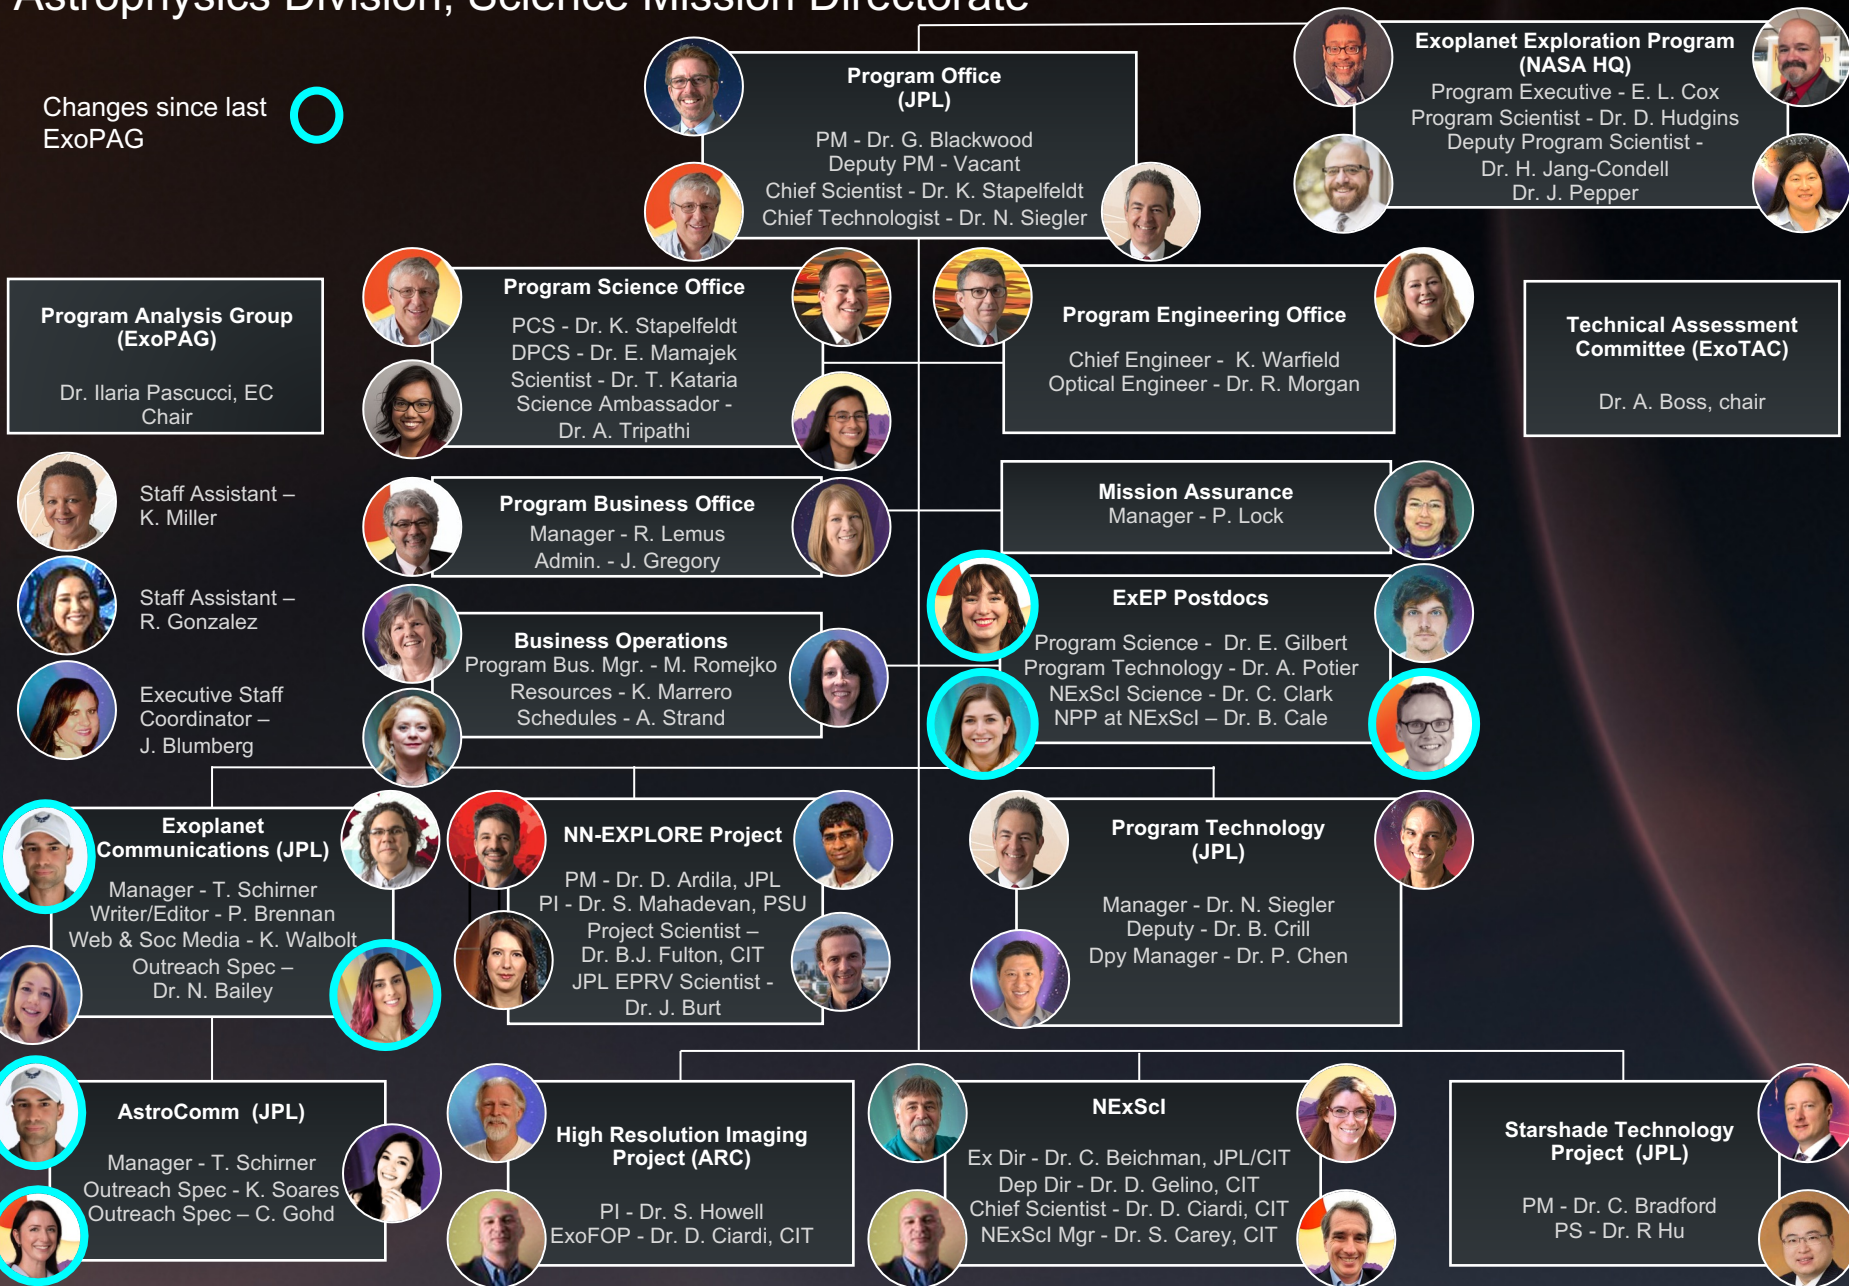 Astrophysics Division, Science Mission Directorate
Changes since last
ExoPAG
Program Office
(JPL)
PM - Dr. G. Blackwood
Deputy PM - Vacant
Chief Scientist - Dr. K. Stapelfeldt
Chief Technologist - Dr. N. Siegler
Exoplanet Exploration Program
(NASA HQ)
Program Executive - E. L. Cox
Program Scientist - Dr. D. Hudgins
Deputy Program Scientist -
Dr. H. Jang-Condell
Dr. J. Pepper
Program Analysis Group
(ExoPAG)
Dr. Ilaria Pascucci, EC
Chair
Program Science Office
PCS - Dr. K. Stapelfeldt
DPCS - Dr. E. Mamajek
Scientist - Dr. T. Kataria
Science Ambassador -
Dr. A. Tripathi
Program Engineering Office
Chief Engineer -  K. Warfield
Optical Engineer - Dr. R. Morgan
Technical Assessment
Committee (ExoTAC)
Dr. A. Boss, chair
Staff Assistant –
K. Miller
Staff Assistant –
R. Gonzalez
Executive Staff
Coordinator –
J. Blumberg
Program Business Office
Manager - R. Lemus
Admin. - J. Gregory
Mission Assurance
Manager - P. Lock
Business Operations
Program Bus. Mgr. - M. Romejko
Resources - K. Marrero
Schedules - A. Strand
ExEP Postdocs
Program Science -  Dr. E. Gilbert
Program Technology - Dr. A. Potier
NExScI Science - Dr. C. Clark
NPP at NExScI – Dr. B. Cale
Exoplanet
Communications (JPL)
Manager - T. Schirner
Writer/Editor - P. Brennan
Web & Soc Media - K. Walbolt
Outreach Spec –
Dr. N. Bailey
NN-EXPLORE Project
PM - Dr. D. Ardila, JPL
PI - Dr. S. Mahadevan, PSU
Project Scientist –
Dr. B.J. Fulton, CIT
JPL EPRV Scientist -
Dr. J. Burt
Program Technology
(JPL)
Manager - Dr. N. Siegler
Deputy - Dr. B. Crill
Dpy Manager - Dr. P. Chen
AstroComm  (JPL)
Manager - T. Schirner
Outreach Spec - K. Soares
Outreach Spec – C. Gohd
High Resolution Imaging
Project (ARC)
PI - Dr. S. Howell
ExoFOP - Dr. D. Ciardi, CIT
NExScI
Ex Dir - Dr. C. Beichman, JPL/CIT
Dep Dir - Dr. D. Gelino, CIT
Chief Scientist - Dr. D. Ciardi, CIT
NExScI Mgr - Dr. S. Carey, CIT
Starshade Technology
Project  (JPL)
PM - Dr. C. Bradford
PS - Dr. R Hu